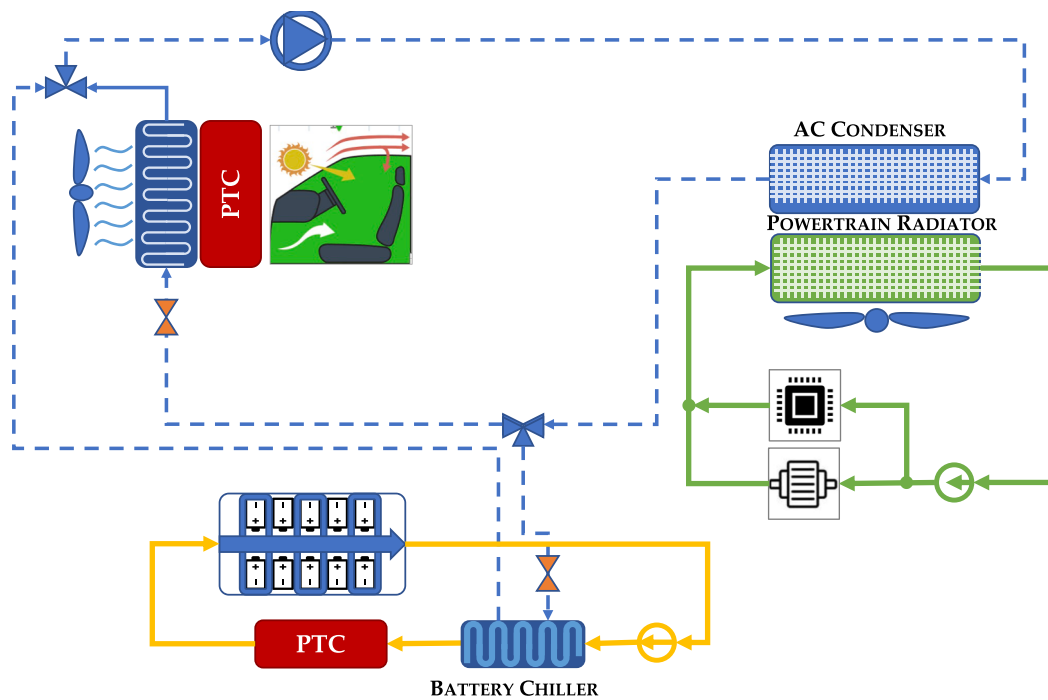 AC CONDENSER
PTC
POWERTRAIN RADIATOR
PTC
BATTERY CHILLER